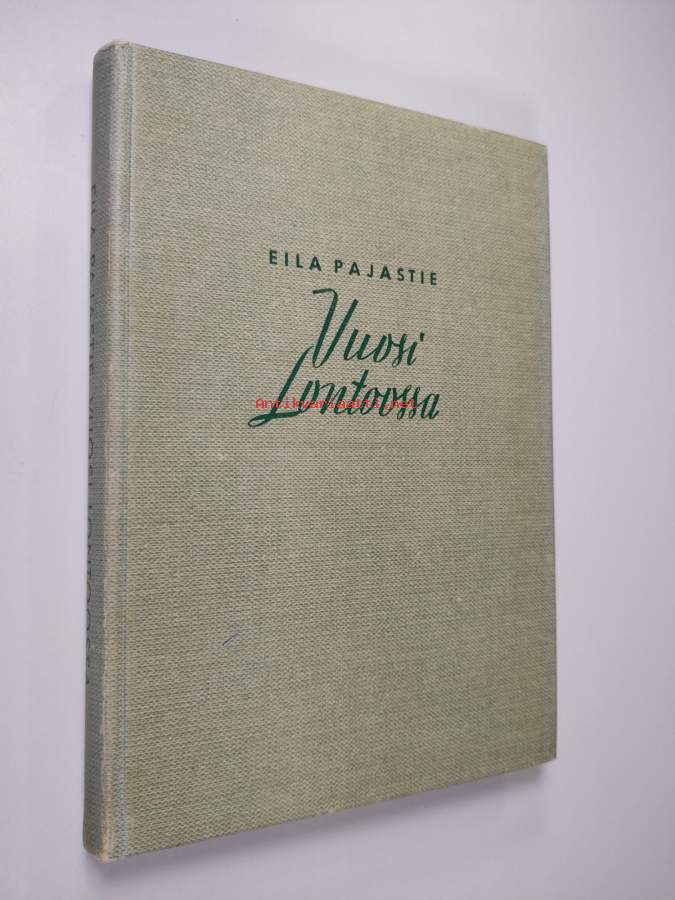 EILA PAJASTIE
Vuosi
Lontoossa
Antikvariaatti.net
EILA PAJASTIE VUOSI LONTOOSSA